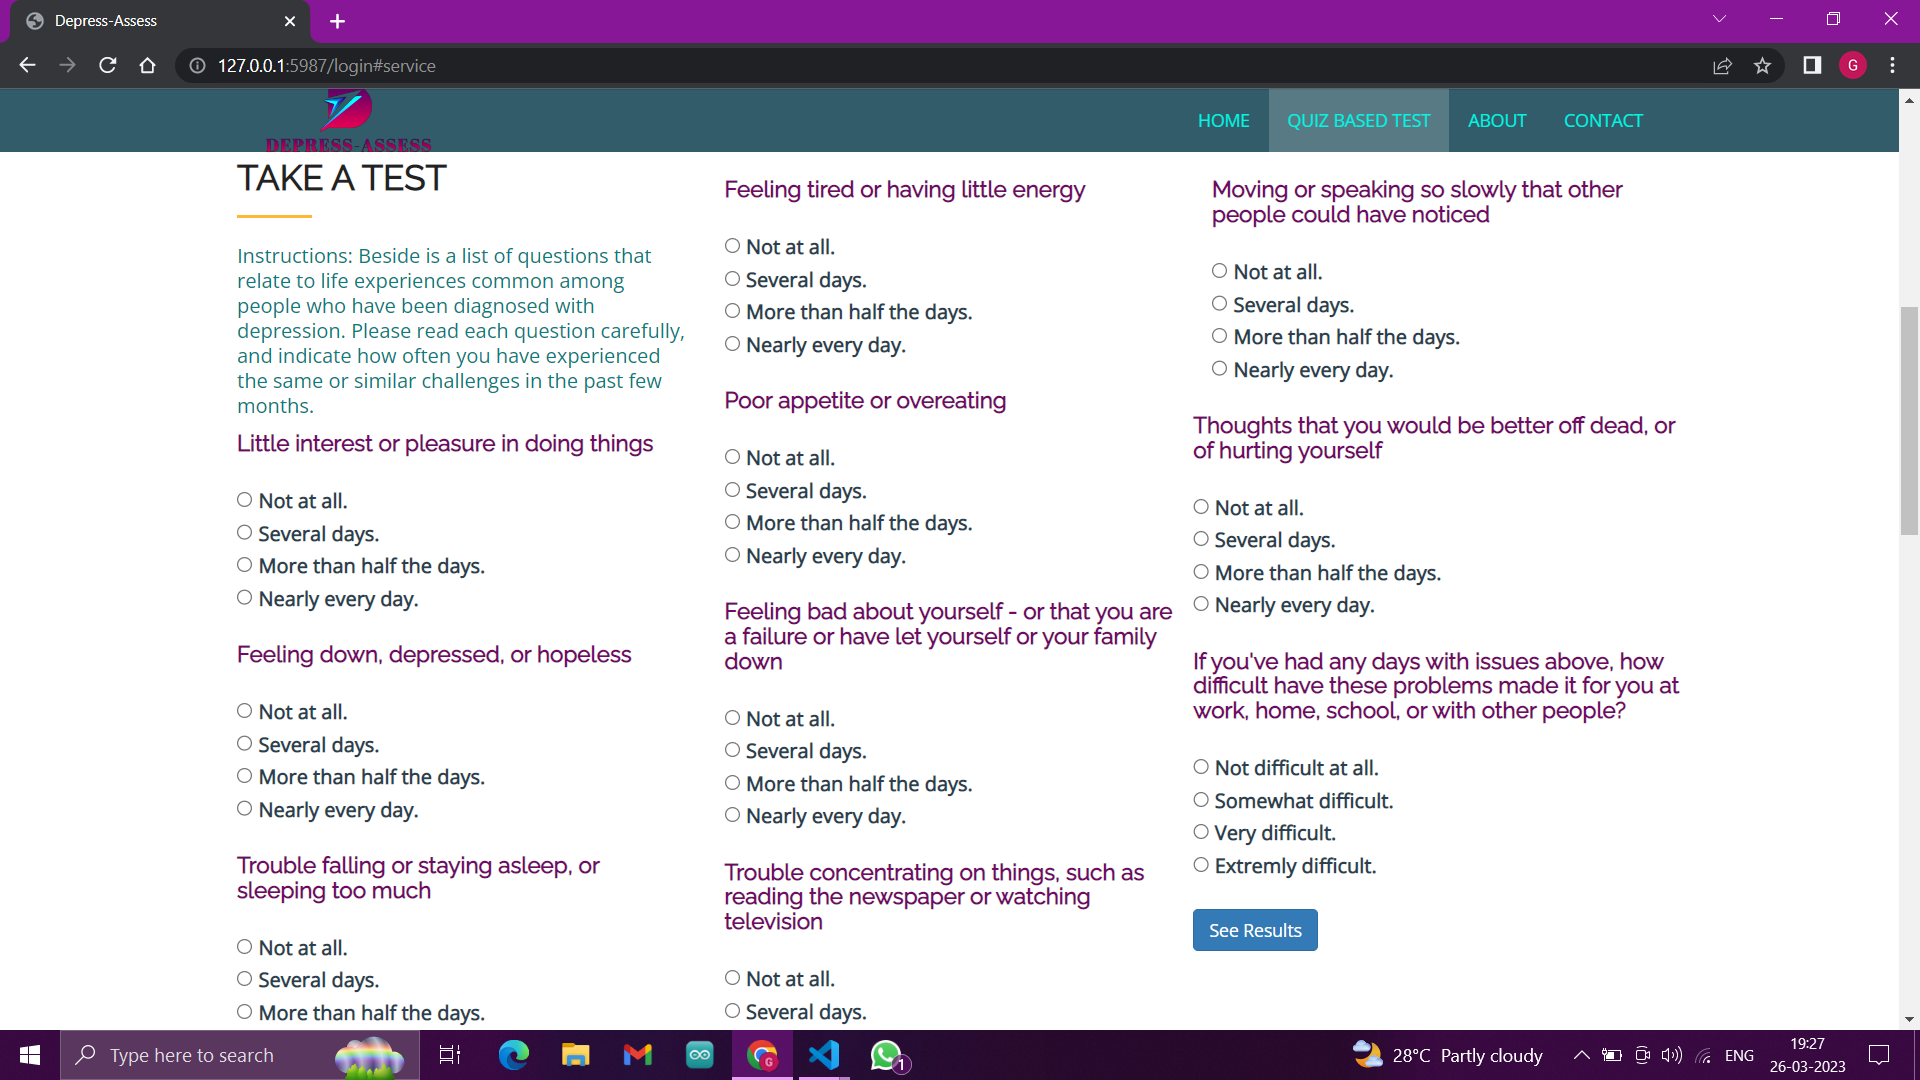 Depress-Assess
127.0.0.1:5987/login#service
G
DEPRESS-ASSESS
HOME
QUIZ BASED TEST
ABOUT
CONTACT
TAKE A TEST
Instructions: Beside is a list of questions that
relate to life experiences common among
people who have been diagnosed with
depression. Please read each question carefully,
and indicate how often you have experienced
the same or similar challenges in the past few
months.
Little interest or pleasure in doing things
Not at all.
Several days.
More than half the days.
Nearly every day.
Feeling down, depressed, or hopeless
Not at all.
Several days.
More than half the days.
Nearly every day.
Trouble falling or staying asleep, or
sleeping too much
Not at all.
Several days.
More than half the days.
Feeling tired or having little energy
Not at all.
Several days.
More than half the days.
Nearly every day.
Poor appetite or overeating
Not at all.
Several days.
More than half the days.
Nearly every day.
Feeling bad about yourself - or that you are
a failure or have let yourself or your family
down
Not at all.
Several days.
More than half the days.
Nearly every day.
Trouble concentrating on things, such as
reading the newspaper or watching
television
Not at all.
Several days.
Moving or speaking so slowly that other
people could have noticed
Not at all.
Several days.
More than half the days.
Nearly every day.
Thoughts that you would be better off dead, or
of hurting yourself
Not at all.
Several days.
More than half the days.
Nearly every day.
If you've had any days with issues above, how
difficult have these problems made it for you at
work, home, school, or with other people?
Not difficult at all.
Somewhat difficult.
Very difficult.
Extremly difficult.
See Results
Type here to search
G
1
28°C Partly cloudy
ENG
19:27
26-03-2023